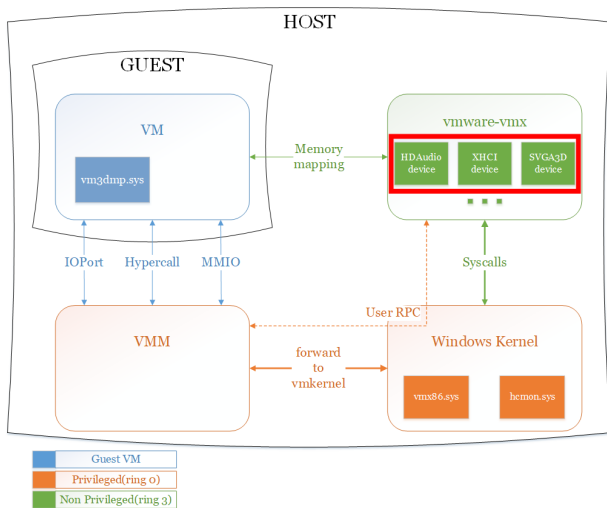 HOST
GUEST
VM
vm3dmp.sys
vmware-vmx
HDAudio
device
XHCI
device
SVGA3D
device
Memory
mapping
IOPort
Hypercall
MMIO
Syscalls
User RPC
VMM
forward
to
vmkernel
Windows Kernel
vmx86.sys
hcmon.sys
Guest VM
Privileged(ring 0)
Non Privileged(ring 3)